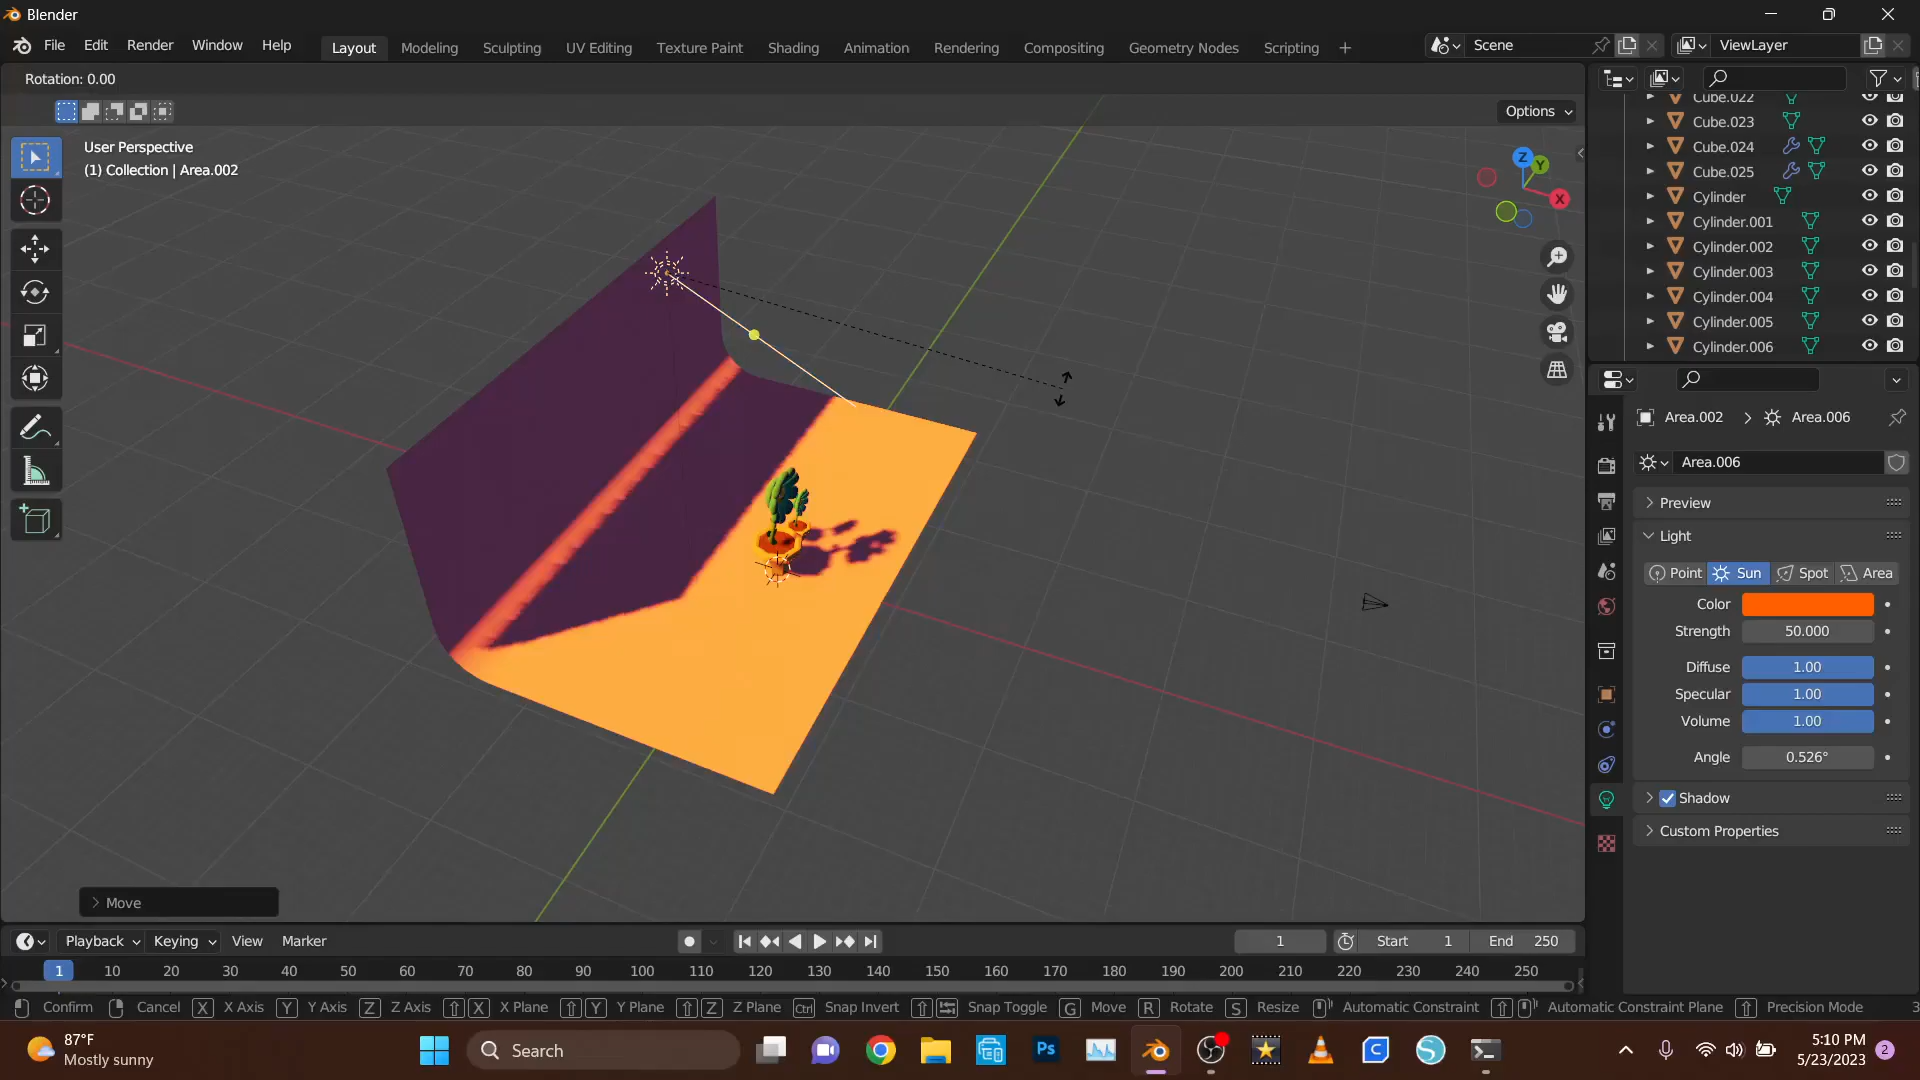 Blender
File Edit Render Window Help
Layout Modeling Sculpting UV Editing Texture Paint Shading Animation Rendering Compositing Geometry Nodes Scripting +
Scene
ViewLayer
Rotation: 0.00
Options
User Perspective
(1) Collection | Area.002
Z
Y
X
Cube.022
Cube.023
Cube.024
Cube.025
Cylinder
Cylinder.001
Cylinder.002
Cylinder.003
Cylinder.004
Cylinder.005
Cylinder.006
Area.002 > Area.006
Area.006
Preview
Light
Point Sun Spot Area
Color
Strength 50.000
Diffuse 1.00
Specular 1.00
Volume 1.00
Angle 0.526°
Shadow
Custom Properties
Move
Playback Keying View Marker
1
Start 1
End 250
1 10 20 30 40 50 60 70 80 90 100 110 120 130 140 150 160 170 180 190 200 210 220 230 240 250
Confirm Cancel X X Axis Y Y Axis Z Z Axis X X Plane Y Y Plane Z Z Plane Ctrl Snap Invert Snap Toggle G Move R Rotate S Resize Automatic Constraint Automatic Constraint Plane Precision Mode 3
87°F
Mostly sunny
Search
Ps
C
5:10 PM
5/23/2023
2